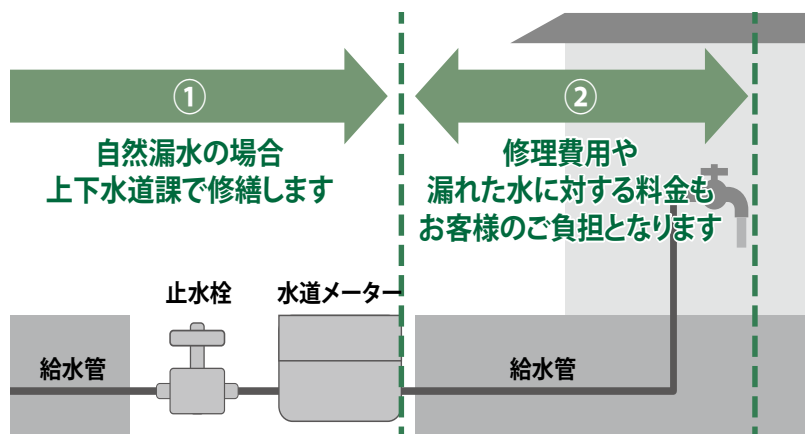 ①
自然漏水の場合
上下水道課で修繕します
②
修理費用や
漏れた水に対する料金も
お客様のご負担となります
止水栓
水道メーター
給水管
給水管